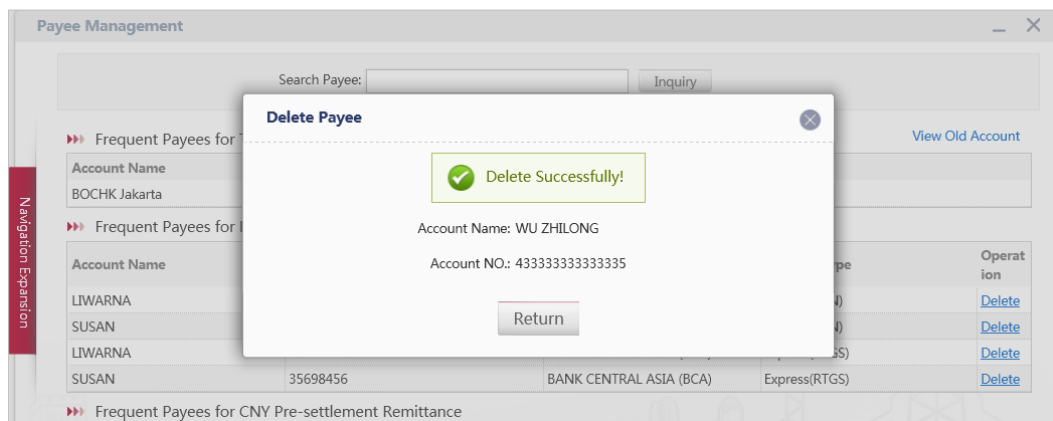 Payee Management
Search Payee:
Inquiry
Delete Payee
Frequent Payees for
View Old Account
Delete Successfully!
Account Name
BOCHK Jakarta
Account Name: WU ZHILONG
Frequent Payees for
Account NO.: 433333333333335
Account Name
Operat
ion
LIWARNA
Delete
Return
SUSAN
Delete
LIWARNA
Delete
SUSAN 35698456 BANK CENTRAL ASIA (BCA) Express(RTGS) Delete
Frequent Payees for CNY Pre-settlement Remittance
Navigation Expansion